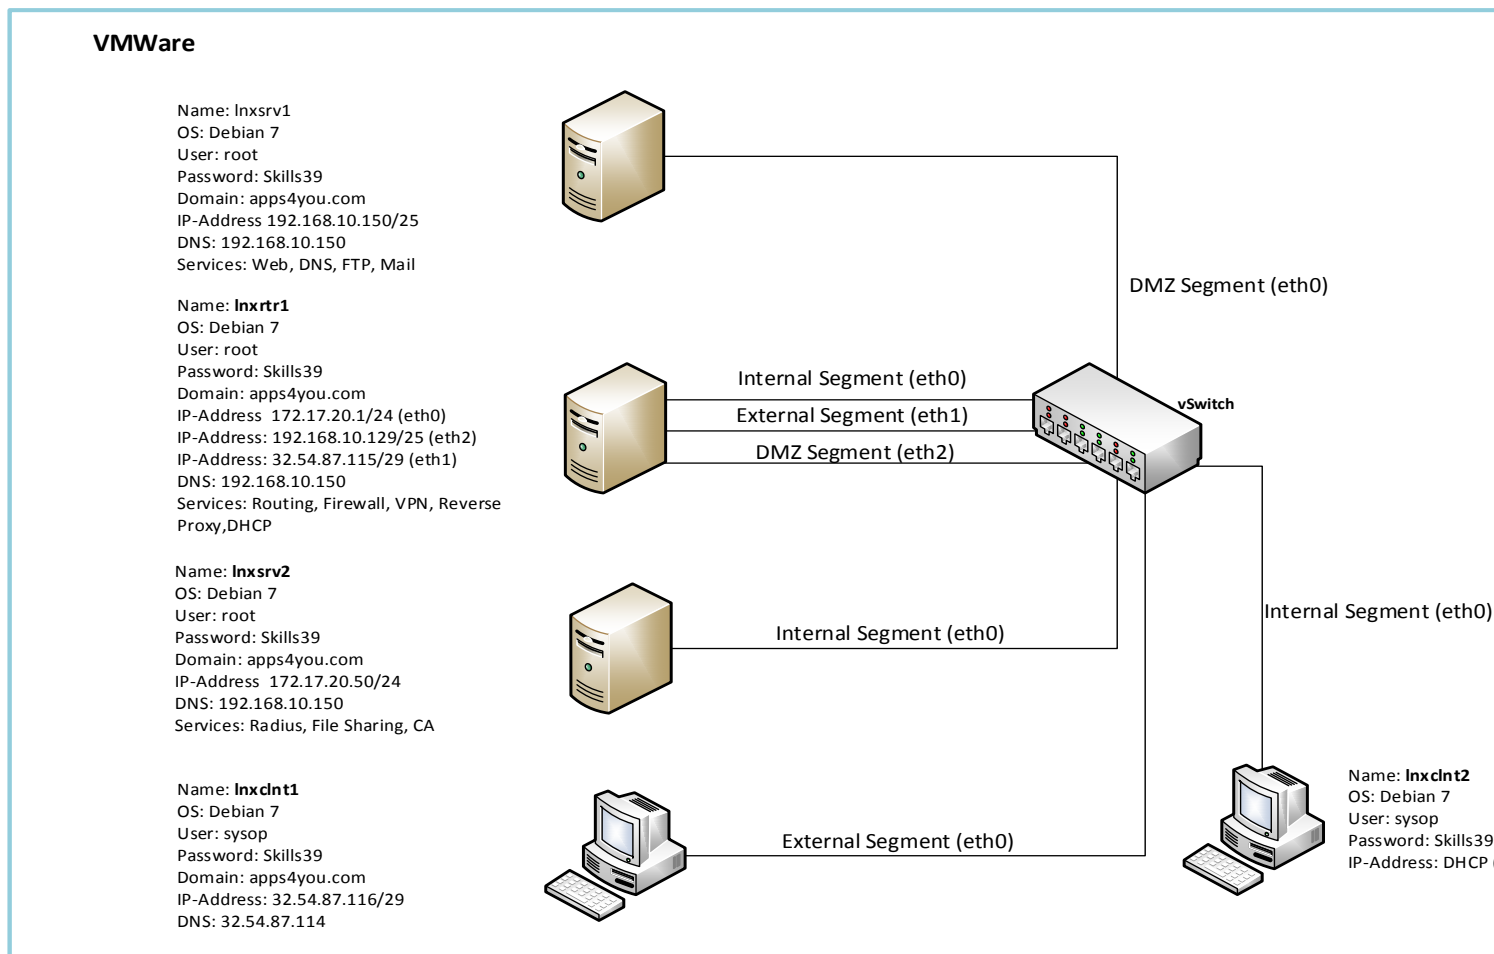 VMWare
Name: lnxsrv1
OS: Debian 7
User: root
Password: Skills39
Domain: apps4you.com
IP-Address 192.168.10.150/25
DNS: 192.168.10.150
Services: Web, DNS, FTP, Mail
DMZ Segment (eth0)
Name: lnxrtr1
OS: Debian 7
User: root
Password: Skills39
Domain: apps4you.com
IP-Address  172.17.20.1/24 (eth0)
IP-Address: 192.168.10.129/25 (eth2)
IP-Address: 32.54.87.115/29 (eth1)
DNS: 192.168.10.150
Services: Routing, Firewall, VPN, Reverse
Proxy,DHCP
Internal Segment (eth0)
External Segment (eth1)
DMZ Segment (eth2)
vSwitch
Name: lnxsrv2
OS: Debian 7
User: root
Password: Skills39
Domain: apps4you.com
IP-Address  172.17.20.50/24
DNS: 192.168.10.150
Services: Radius, File Sharing, CA
Internal Segment (eth0)
Internal Segment (eth0)
Name: lnxclnt1
OS: Debian 7
User: sysop
Password: Skills39
Domain: apps4you.com
IP-Address: 32.54.87.116/29
DNS: 32.54.87.114
External Segment (eth0)
Name: lnxclnt2
OS: Debian 7
User: sysop
Password: Skills39
IP-Address: DHCP